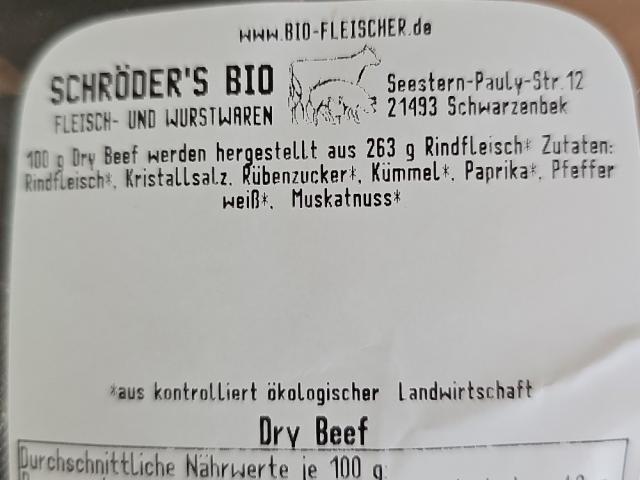 www.BIO-FLEISCHER.de
SCHRÖDER'S BIO
FLEISCH- UND WURSTWAREN
Seestern-Pauly-Str.12
21493 Schwarzenbek
100 g Dry Beef werden hergestellt aus 263 g Rindfleisch* Zutaten:
Rindfleisch*, Kristallsalz, Rübenzucker*, Kümmel*, Paprika*, Pfeffer
weiß*, Muskatnuss*
*aus kontrolliert ökologischer Landwirtschaft
Dry Beef
Durchschnittliche Nährwerte je 100 g: